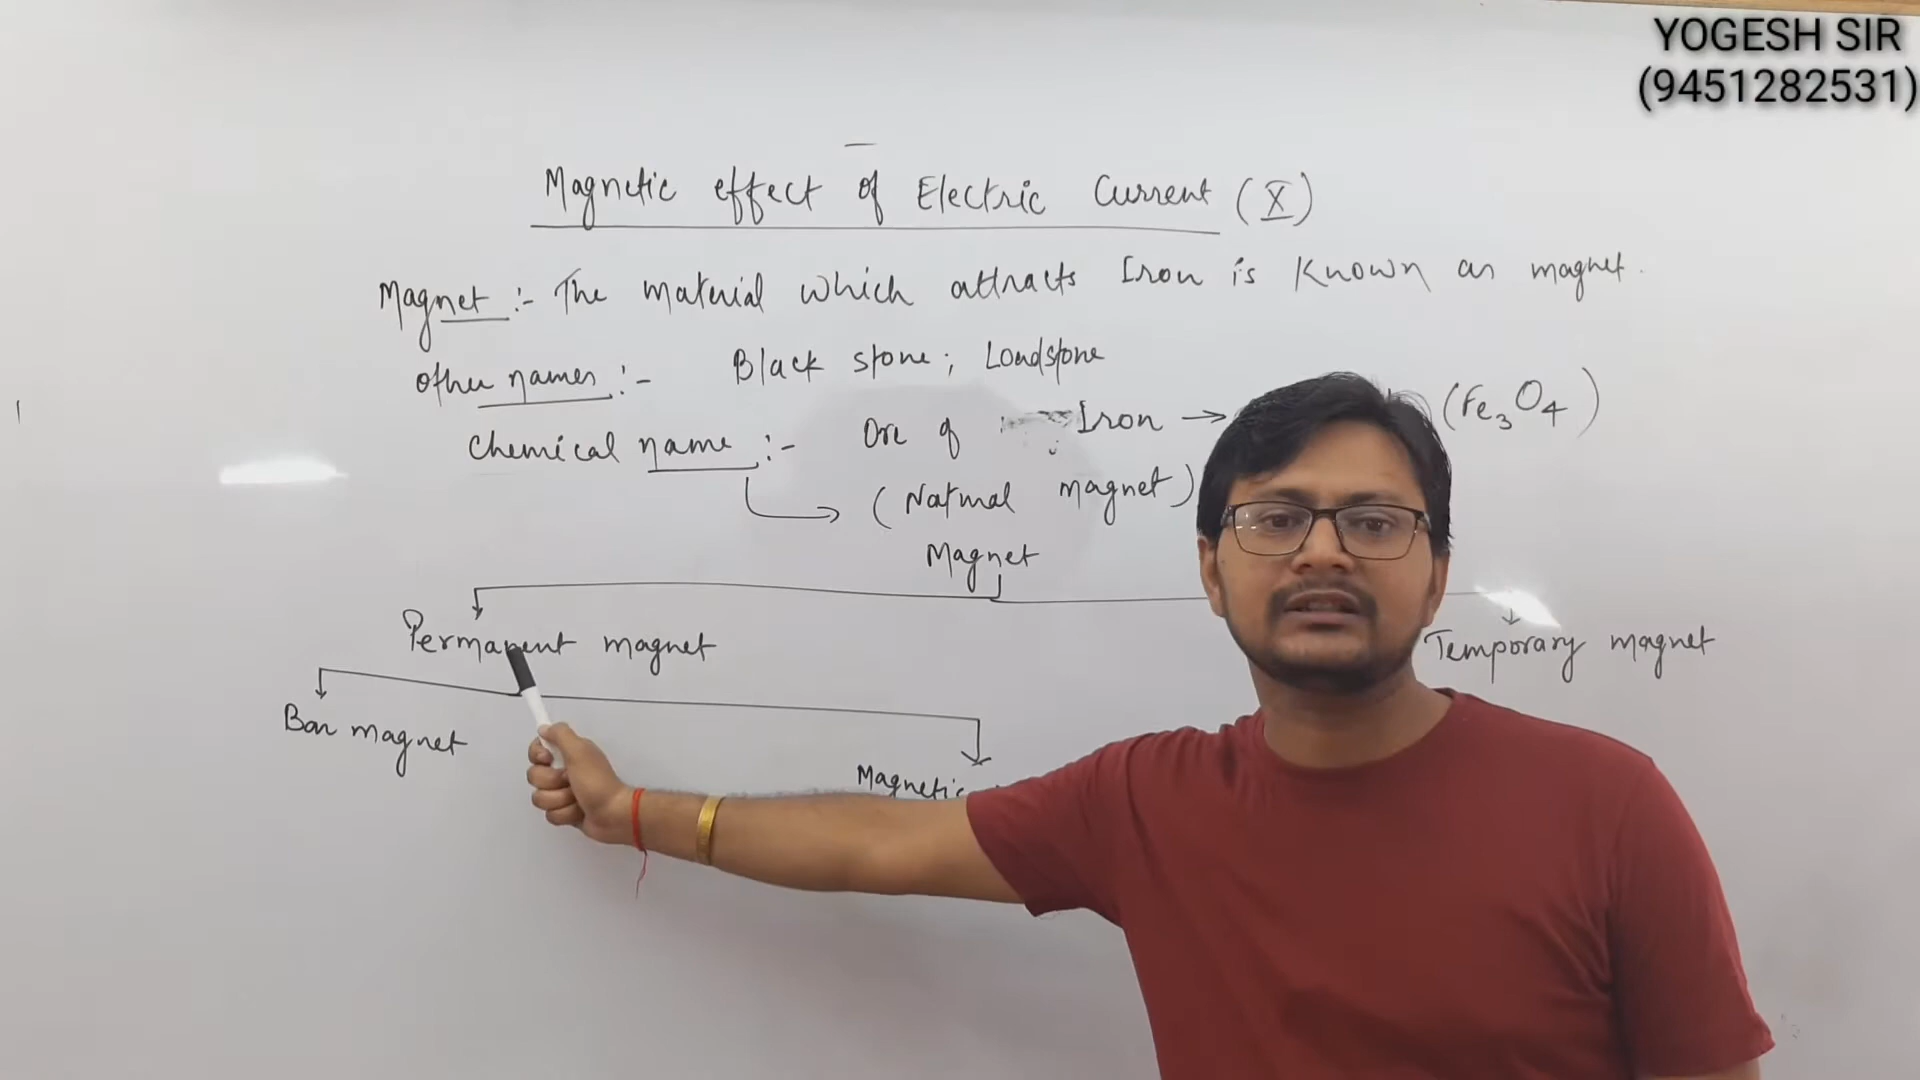 YOGESH SIR
(9451282531)
Magnetic effect of Electric Current (X)
Magnet :- The material which attracts Iron is Known as magnet.
Other names :- Black stone; Loadstone
Chemical name :- Ore of Iron → (Fe3O4)
(Natural magnet)
Magnet
Permanent magnet
Temporary magnet
Bar magnet
Magnetic